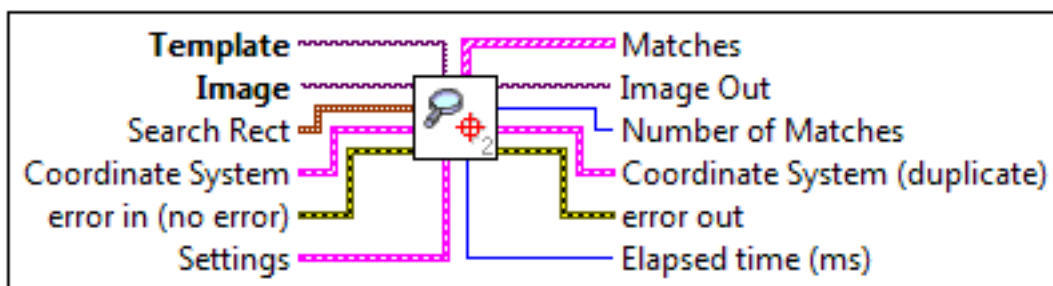 Template
Image
Search Rect
Coordinate System
error in (no error)
Settings
2
Matches
Image Out
Number of Matches
Coordinate System (duplicate)
error out
Elapsed time (ms)